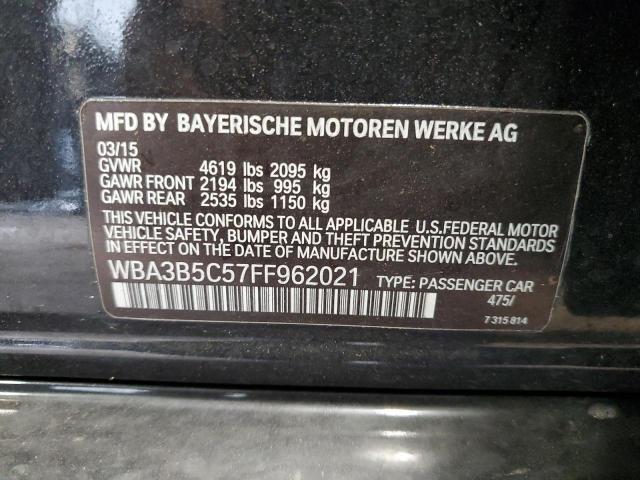 MFD BY BAYERISCHE MOTOREN WERKE AG
03/15
GVWR 4619 lbs 2095 kg
GAWR FRONT 2194 lbs 995 kg
GAWR REAR 2535 lbs 1150 kg
THIS VEHICLE CONFORMS TO ALL APPLICABLE U.S.FEDERAL MOTOR
VEHICLE SAFETY, BUMPER AND THEFT PREVENTION STANDARDS
IN EFFECT ON THE DATE OF MANUFACTURE SHOWN ABOVE.
WBA3B5C57FF962021 TYPE: PASSENGER CAR
475/
7 315 814